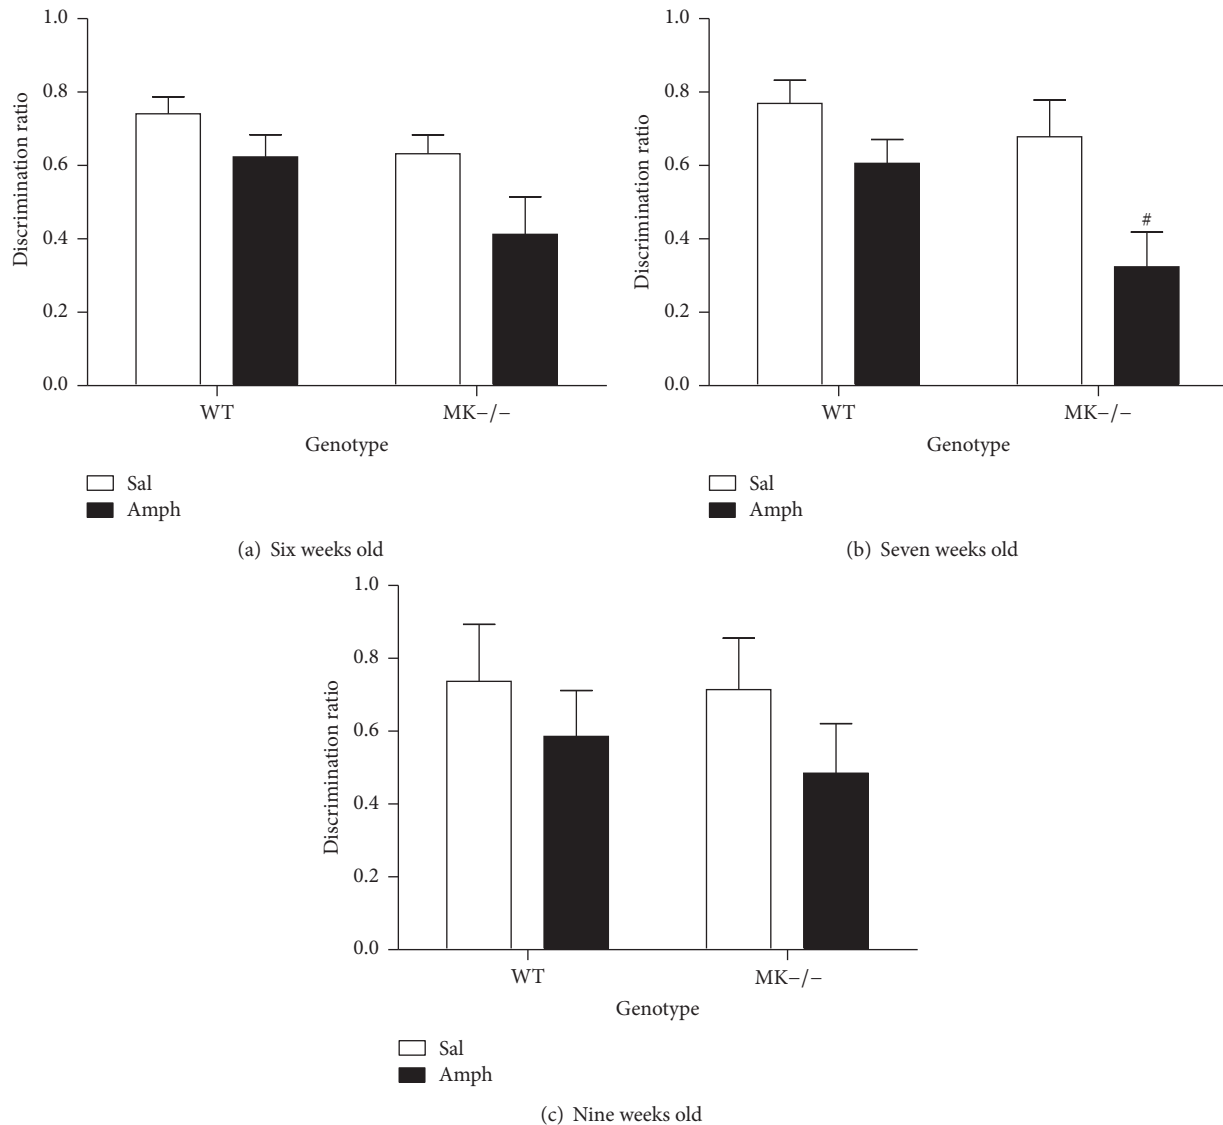 1.0
0.8
0.6
0.4
0.2
0.0
Discrimination ratio
WT
MK−/−
Genotype
Sal
Amph
(a) Six weeks old
1.0
0.8
0.6
0.4
0.2
0.0
Discrimination ratio
#
WT
MK−/−
Genotype
Sal
Amph
(b) Seven weeks old
1.0
0.8
0.6
0.4
0.2
0.0
Discrimination ratio
WT
MK−/−
Genotype
Sal
Amph
(c) Nine weeks old